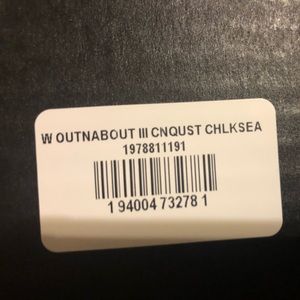 W OUTNABOUT III CNQUST CHLKSEA
1978811191
1 94004 73278 1